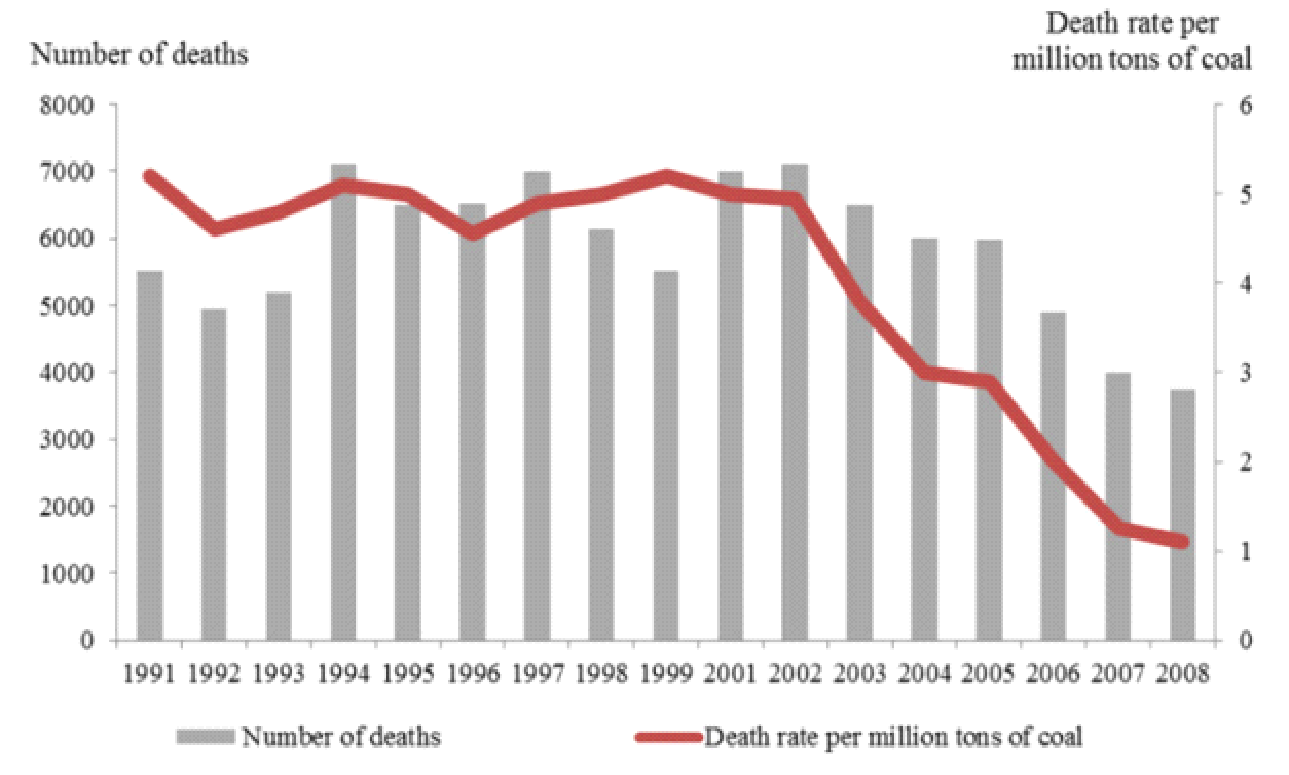 Death rate per
million tons of coal
Number of deaths
8000
7000
6000
5000
4000
3000
2000
1000
0
6
5
4
3
2
1
0
1991 1992 1993 1994 1995 1996 1997 1998 1999 2001 2002 2003 2004 2005 2006 2007 2008
Number of deaths
Death rate per million tons of coal